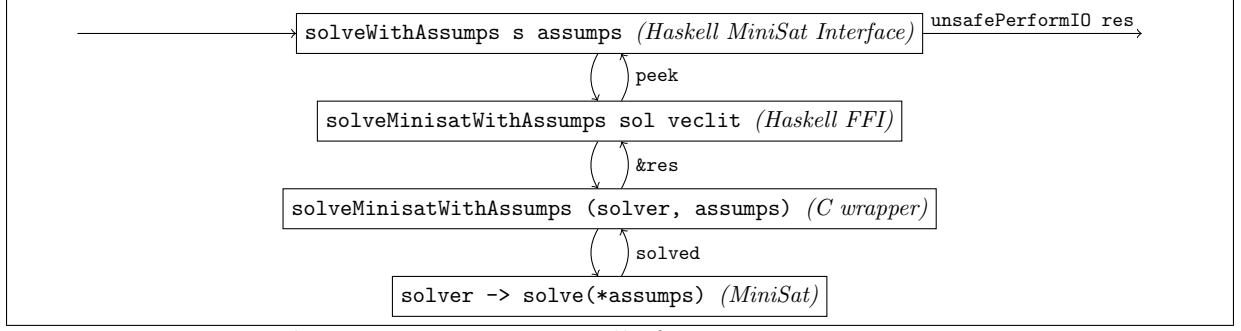 solveWithAssumps s assumps (Haskell MiniSat Interface)
unsafePerformIO res
peek
solveMinisatWithAssumps sol veclit (Haskell FFI)
&res
solveMinisatWithAssumps (solver, assumps) (C wrapper)
solved
solver -> solve(*assumps) (MiniSat)